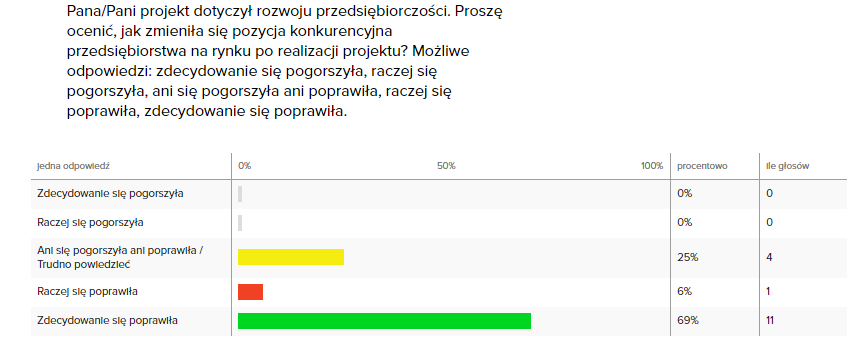 Pana/Pani projekt dotyczył rozwoju przedsiębiorczości. Proszę
ocenić, jak zmieniła się pozycja konkurencyjna
przedsiębiorstwa na rynku po realizacji projektu? Możliwe
odpowiedzi: zdecydowanie się pogorszyła, raczej się
pogorszyła, ani się pogorszyła ani poprawiła, raczej się
poprawiła, zdecydowanie się poprawiła.
jedna odpowiedź 0% 50% 100% procentowo ile głosów
Zdecydowanie się pogorszyła 0% 0
Raczej się pogorszyła 0% 0
Ani się pogorszyła ani poprawiła /
Trudno powiedzieć 25% 4
Raczej się poprawiła 6% 1
Zdecydowanie się poprawiła 69% 11